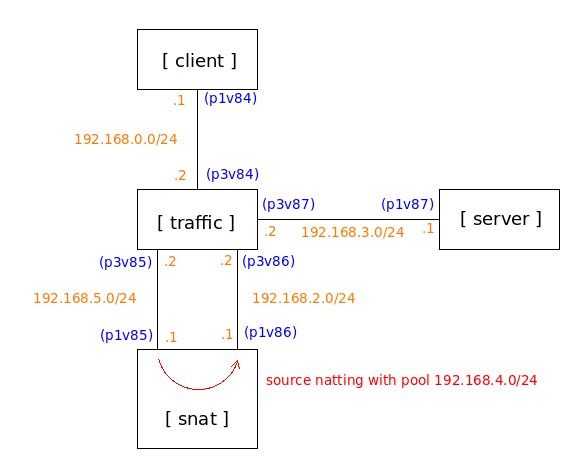 [ client ]
.1 (p1v84)
192.168.0.0/24
.2 (p3v84)
[ traffic ]
(p3v87) (p1v87)
[ server ]
.2 192.168.3.0/24 .1
(p3v85) .2 .2 (p3v86)
192.168.5.0/24 192.168.2.0/24
(p1v85) .1 .1 (p1v86)
source natting with pool 192.168.4.0/24
[ snat ]